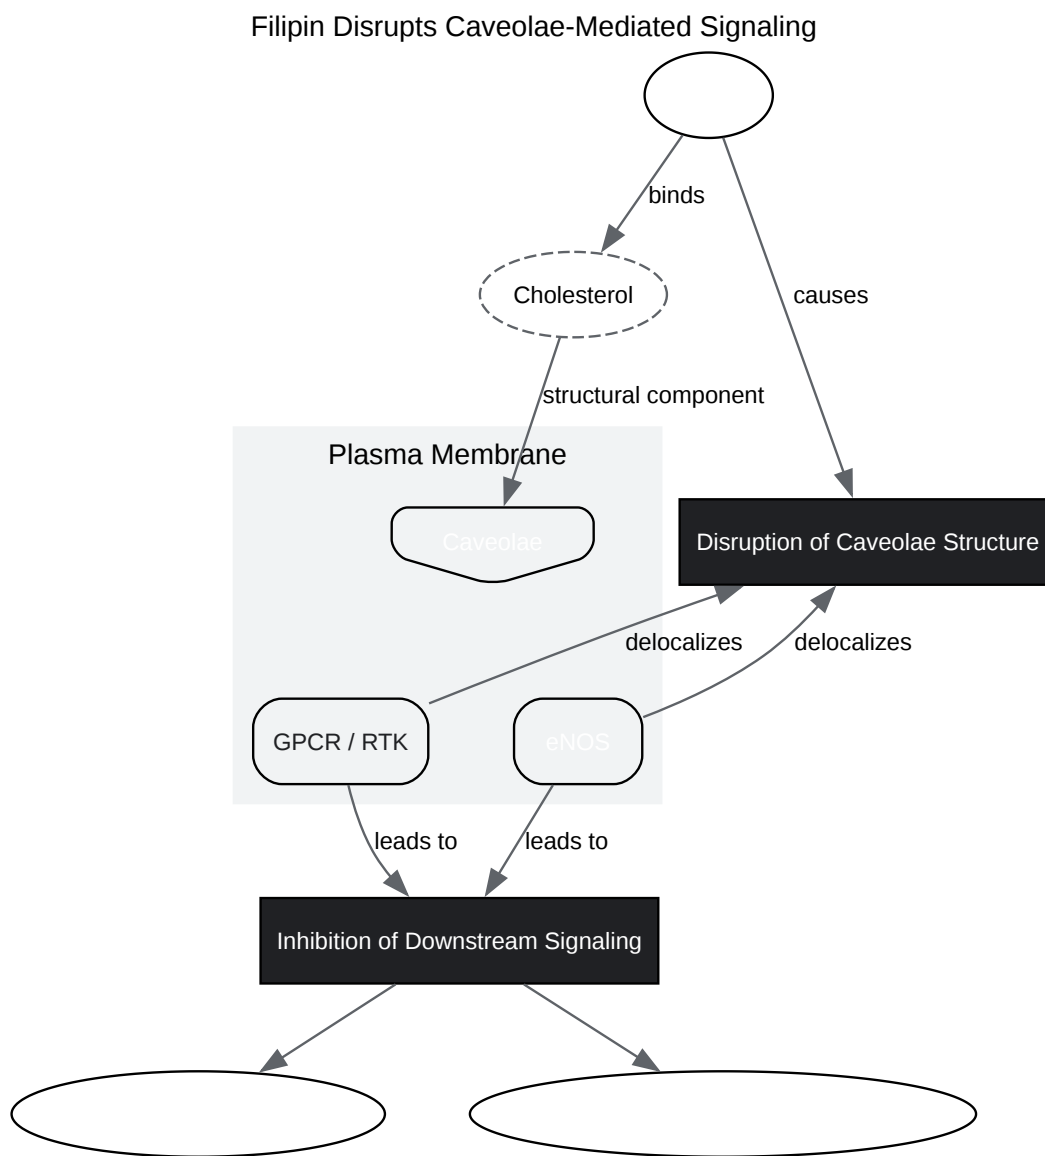 Filipin Disrupts Caveolae-Mediated Signaling
binds
Cholesterol
causes
structural component
Plasma Membrane
Caveolae
Disruption of Caveolae Structure
delocalizes
delocalizes
GPCR / RTK
eNOS
leads to
leads to
Inhibition of Downstream Signaling